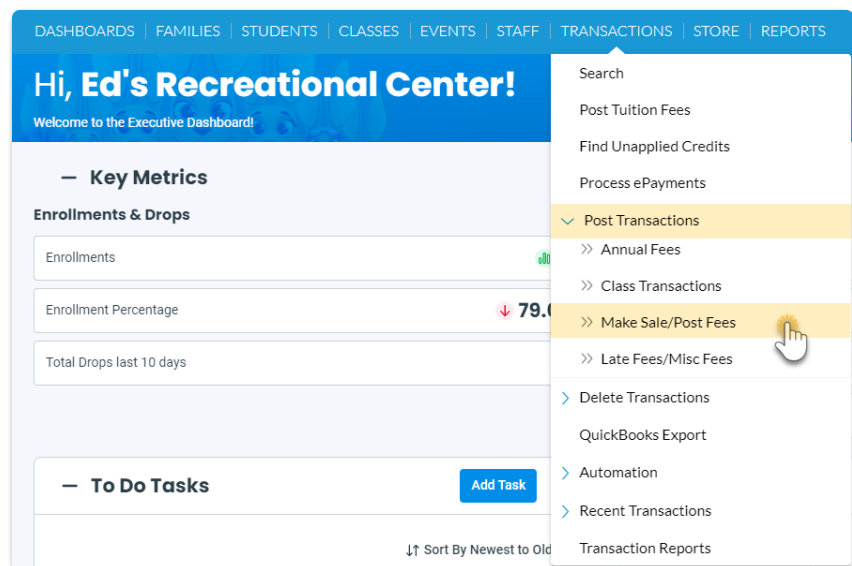 DASHBOARDS FAMILIES STUDENTS CLASSES EVENTS STAFF TRANSACTIONS STORE REPORTS
Hi, Ed's Recreational Center!
Welcome to the Executive Dashboard!
Key Metrics
Enrollments & Drops
Enrollments
Enrollment Percentage
79.
Total Drops last 10 days
To Do Tasks
Add Task
Sort By Newest to Old
Search
Post Tuition Fees
Find Unapplied Credits
Process ePayments
Post Transactions
Annual Fees
Class Transactions
Make Sale/Post Fees
Late Fees/Misc Fees
Delete Transactions
QuickBooks Export
Automation
Recent Transactions
Transaction Reports